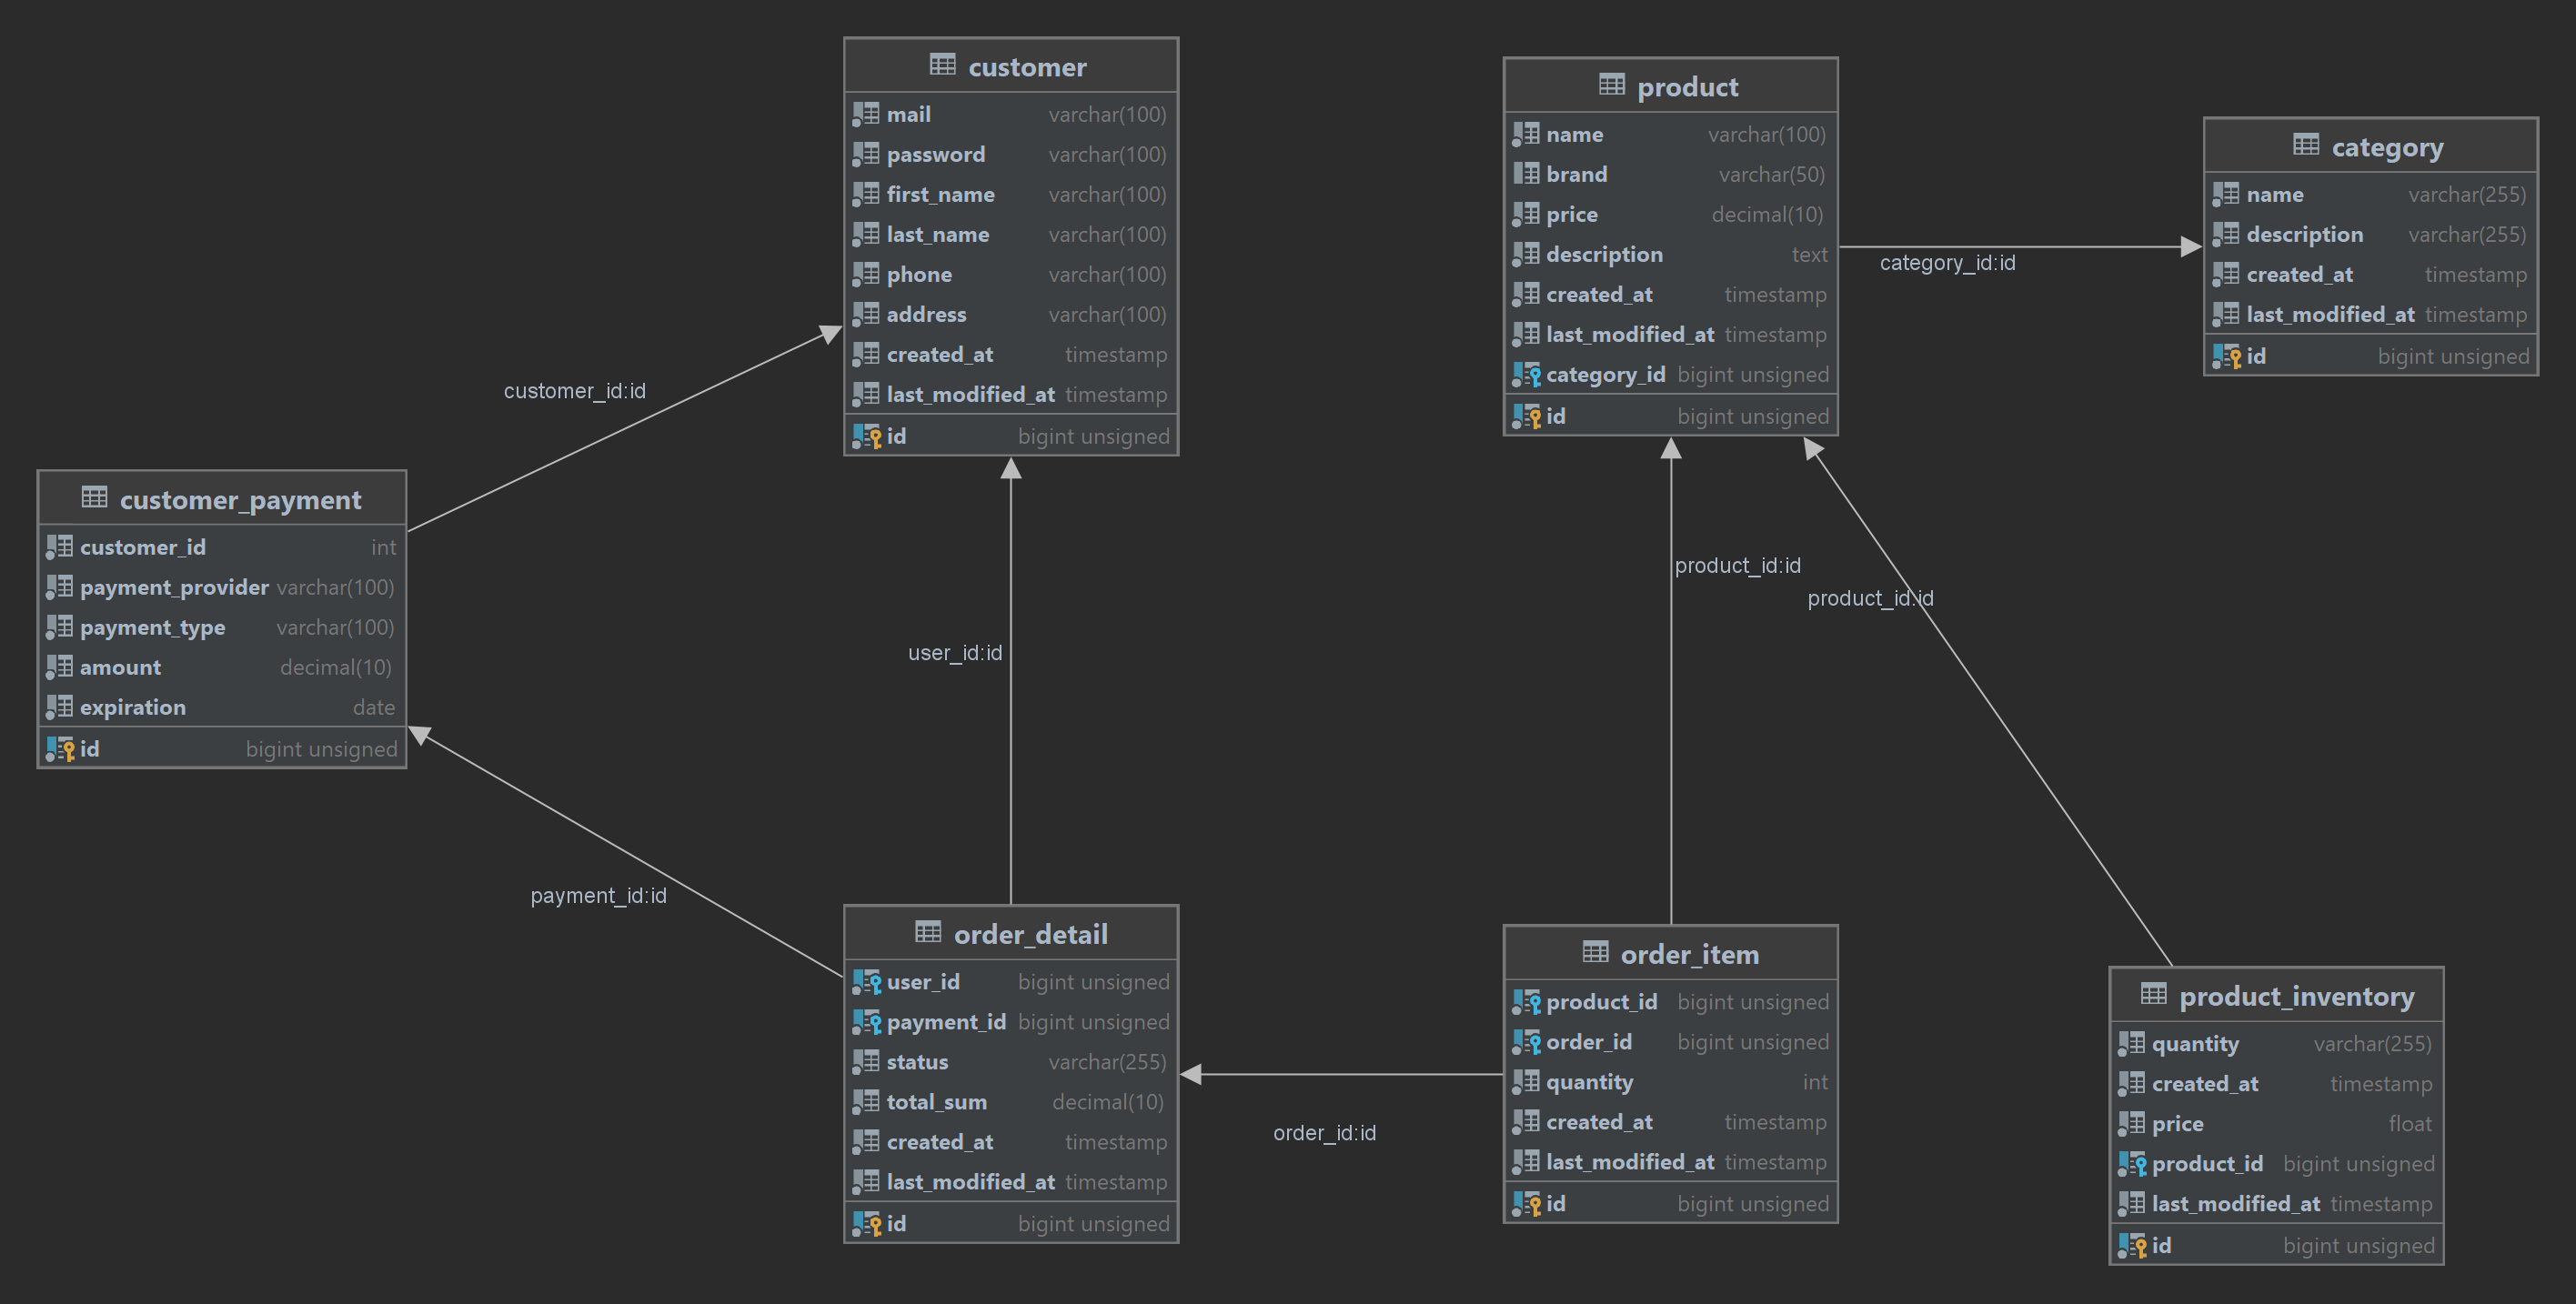 customer
mail varchar(100)
password varchar(100)
first_name varchar(100)
last_name varchar(100)
phone varchar(100)
address varchar(100)
created_at timestamp
last_modified_at timestamp
id bigint unsigned
product
name varchar(100)
brand varchar(50)
price decimal(10)
description text
created_at timestamp
last_modified_at timestamp
category_id bigint unsigned
id bigint unsigned
category
name varchar(255)
description varchar(255)
created_at timestamp
last_modified_at timestamp
id bigint unsigned
category_id:id
customer_id:id
customer_payment
customer_id int
payment_provider varchar(100)
payment_type varchar(100)
amount decimal(10)
expiration date
id bigint unsigned
product_id:id
product_id:id
user_id:id
payment_id:id
order_detail
user_id bigint unsigned
payment_id bigint unsigned
status varchar(255)
total_sum decimal(10)
created_at timestamp
last_modified_at timestamp
id bigint unsigned
order_id:id
order_item
product_id bigint unsigned
order_id bigint unsigned
quantity int
created_at timestamp
last_modified_at timestamp
id bigint unsigned
product_inventory
quantity varchar(255)
created_at timestamp
price float
product_id bigint unsigned
last_modified_at timestamp
id bigint unsigned